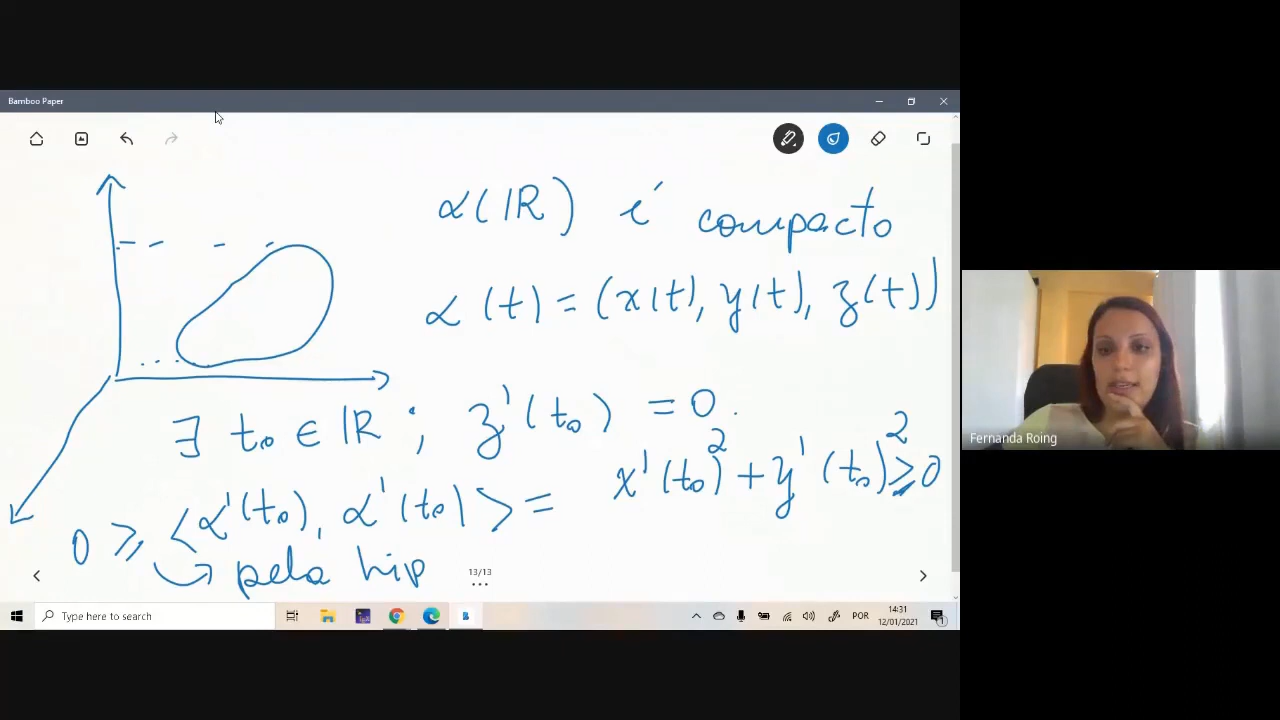 Bamboo Paper
α(ℝ) é compacto
α(t) = (x(t), y(t), z(t))
∃ t₀ ∈ ℝ ; z'(t₀) = 0.
0 ≥ <α'(t₀), α'(t₀)> = x'(t₀)² + y'(t₀)² ≥ 0
pela hip
13/13
Fernanda Roing
Type here to search
POR
14:31
12/01/2021